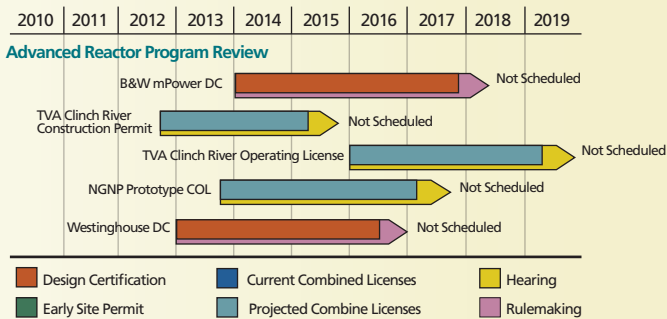 2010 2011 2012 2013 2014 2015 2016 2017 2018 2019
Advanced Reactor Program Review
B&W mPower DC Not Scheduled
TVA Clinch River
Construction Permit Not Scheduled
TVA Clinch River Operating License Not Scheduled
NGNP Prototype COL Not Scheduled
Westinghouse DC Not Scheduled
Design Certification Current Combined Licenses Hearing
Early Site Permit Projected Combine Licenses Rulemaking